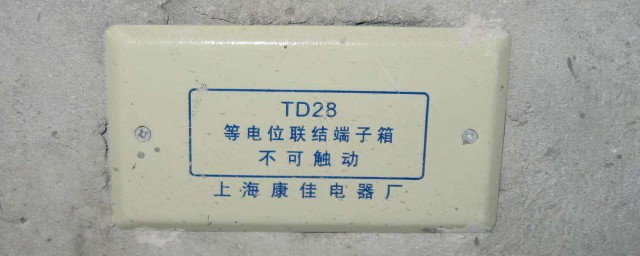 TD28
等电位联结端子箱
不可触动
上海康佳电器厂